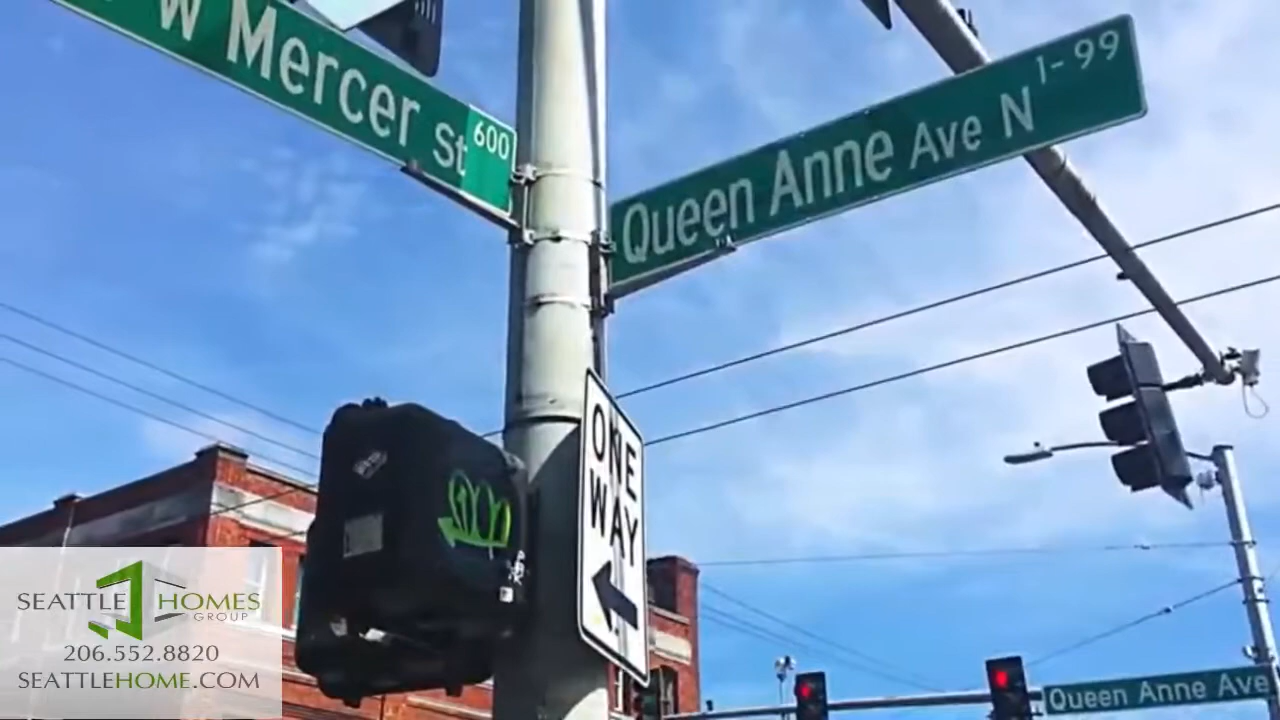 W Mercer St 600
Queen Anne Ave N 1-99
ONE
WAY
SEATTLE HOMES
GROUP
206.552.8820
SEATTLEHOME.COM
Queen Anne Ave